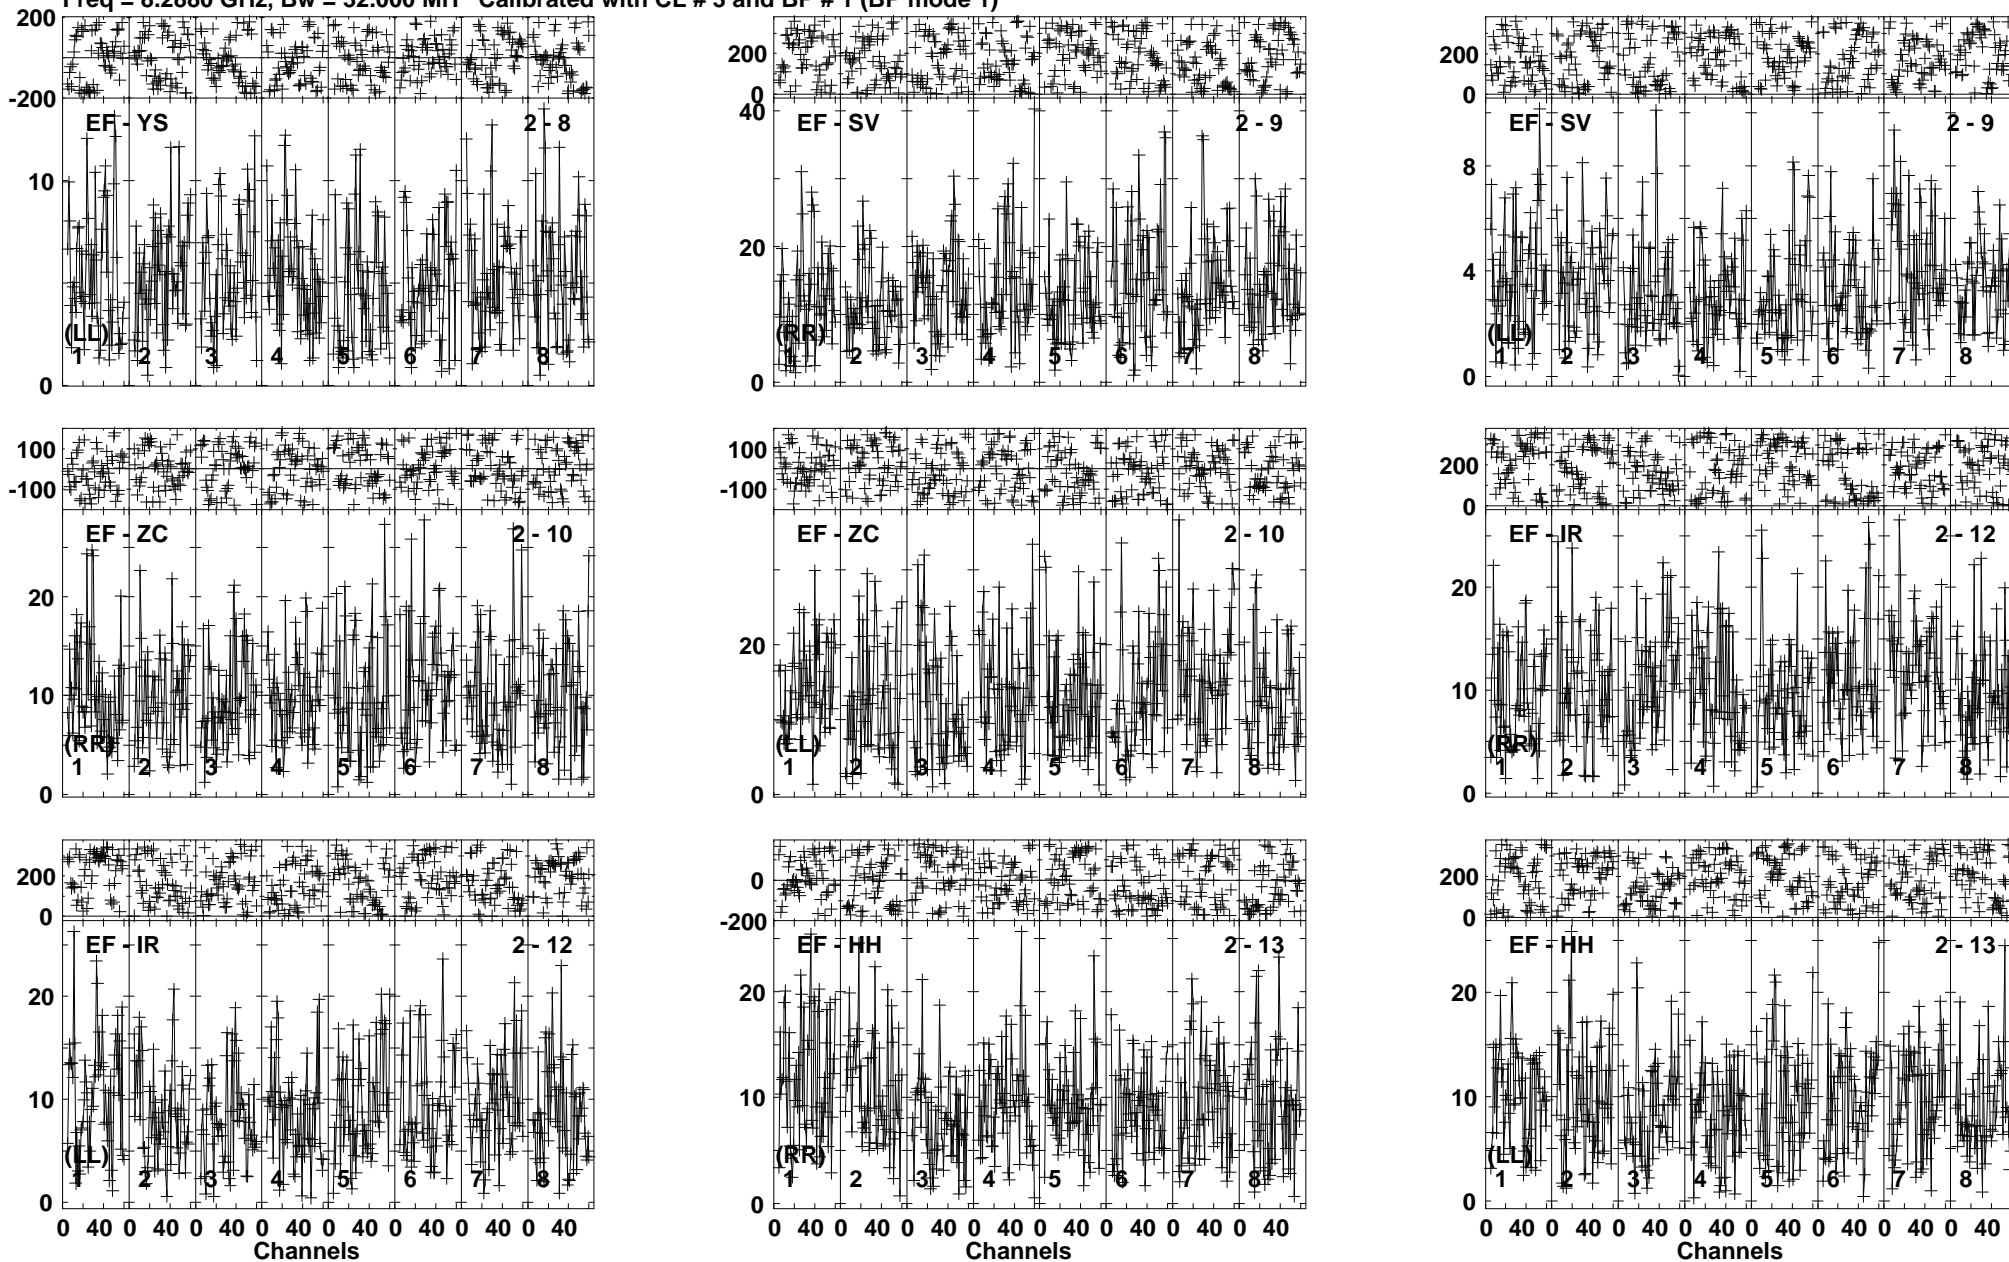 Freq = 8.2880 GHz, Bw = 32.000 MH Calibrated with CL # 3 and BP # 1 (BP mode 1)
200
-200
EF - YS 2 - 8
10
(LL)
1 2 3 4 5 6 7 8
0
200
0
40
EF - SV 2 - 9
20
(RR)
1 2 3 4 5 6 7 8
0
200
0
EF - SV 2 - 9
8
4
(LL)
1 2 3 4 5 6 7 8
0
100
-100
EF - ZC 2 - 10
20
10
(RR)
1 2 3 4 5 6 7 8
0
100
-100
EF - ZC 2 - 10
20
(LL)
1 2 3 4 5 6 7 8
0
200
0
EF - IR 2 - 12
20
10
(RR)
1 2 3 4 5 6 7 8
0
200
0
EF - IR 2 - 12
20
10
(LL)
1 2 3 4 5 6 7 8
0
0 40 0 40 0 40 0 40 0 40 0 40 0 40 0 40
Channels
0
-200
EF - HH 2 - 13
20
10
(RR)
1 2 3 4 5 6 7 8
0
0 40 0 40 0 40 0 40 0 40 0 40 0 40 0 40
Channels
200
0
EF - HH 2 - 13
20
10
(LL)
1 2 3 4 5 6 7 8
0
0 40 0 40 0 40 0 40 0 40 0 40 0 40 0 40
Channels